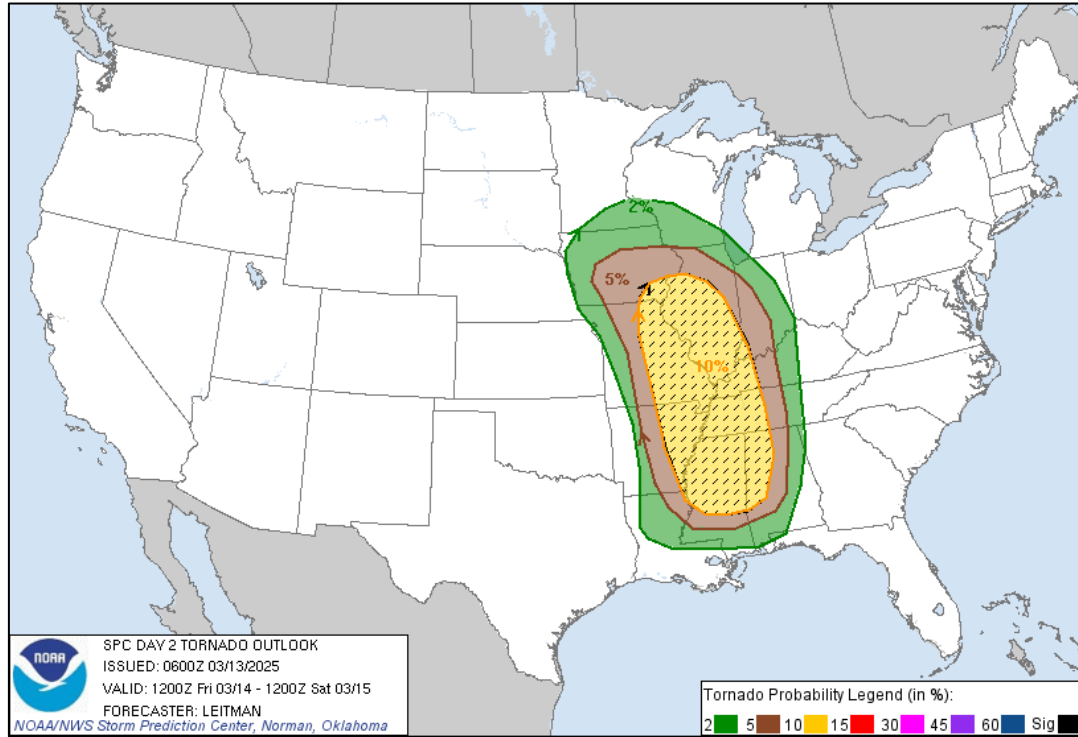 2%
5%
10%
NOAA
SPC DAY 2 TORNADO OUTLOOK
ISSUED: 0600Z 03/13/2025
VALID: 1200Z Fri 03/14 - 1200Z Sat 03/15
FORECASTER: LEITMAN
NOAA/NWS Storm Prediction Center, Norman, Oklahoma
Tornado Probability Legend (in %):
2 5 10 15 30 45 60 Sig